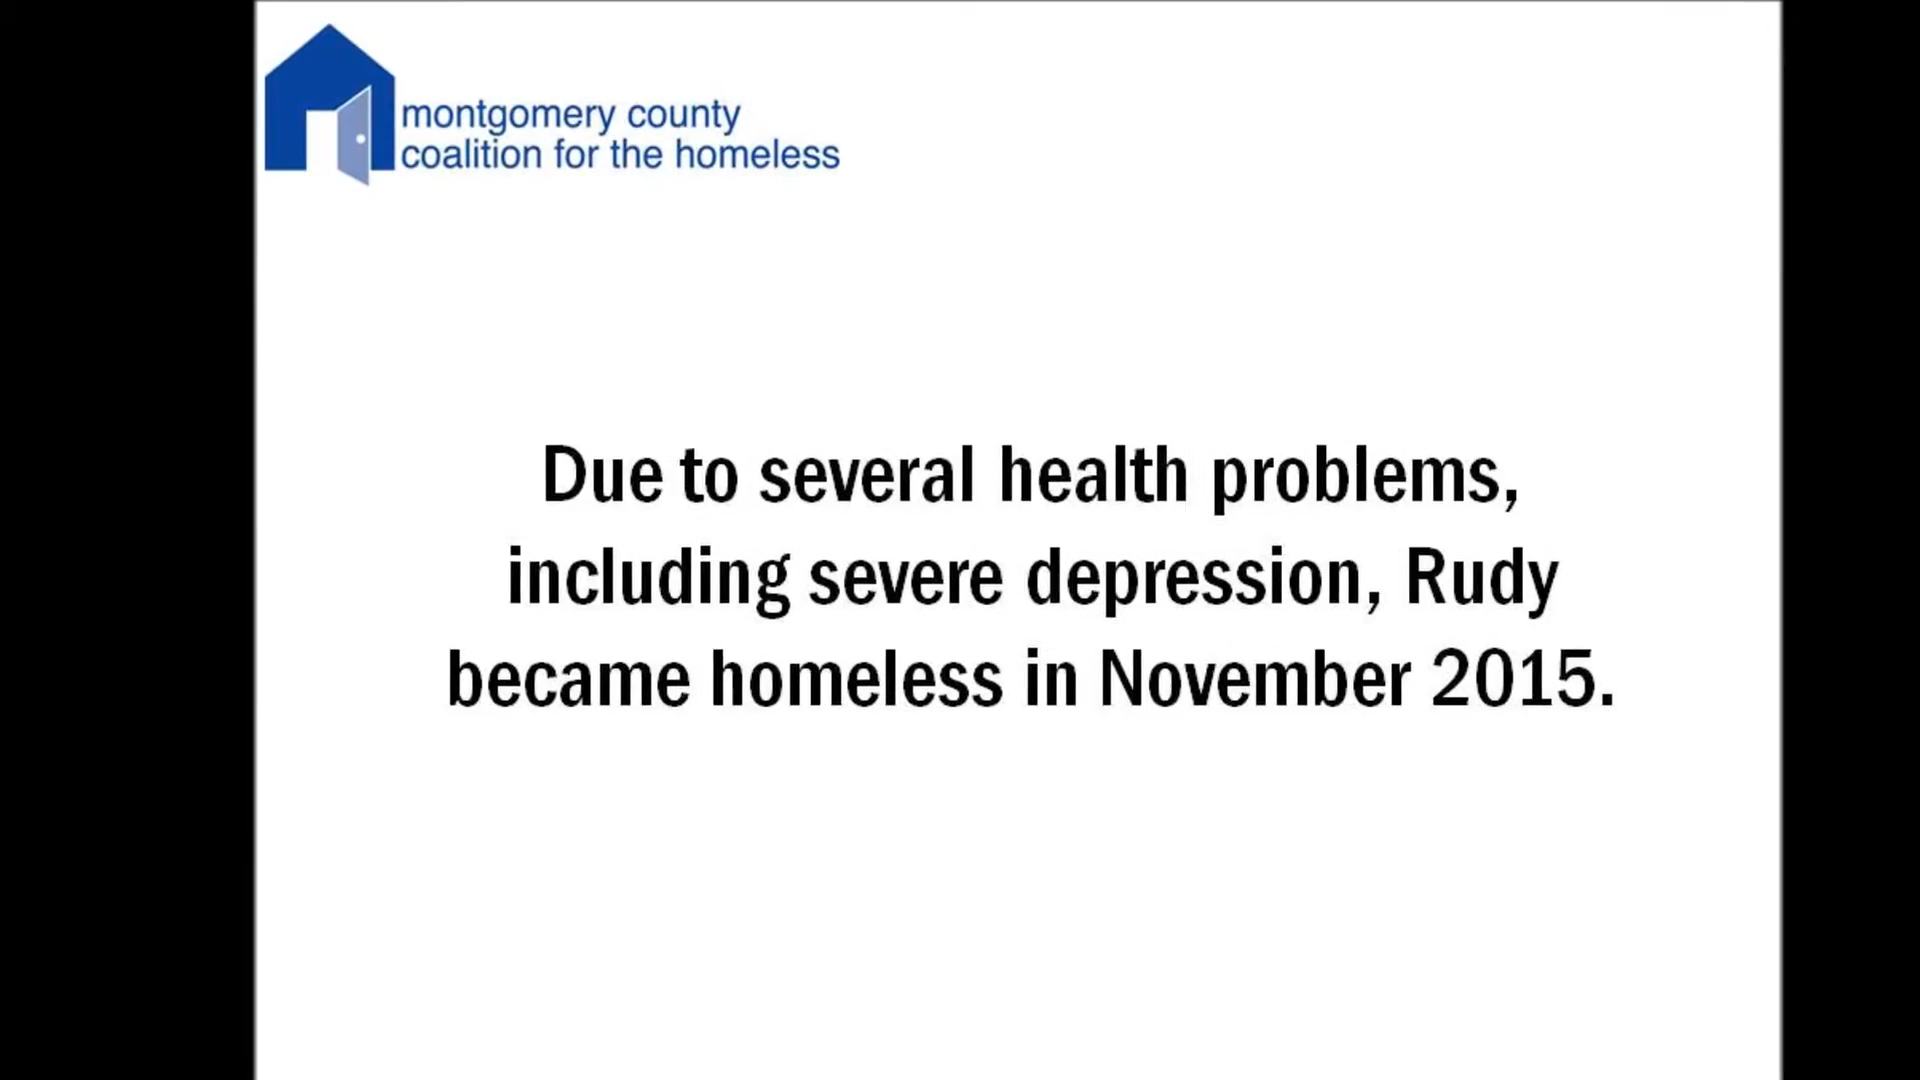 montgomery county
coalition for the homeless
Due to several health problems,
including severe depression, Rudy
became homeless in November 2015.